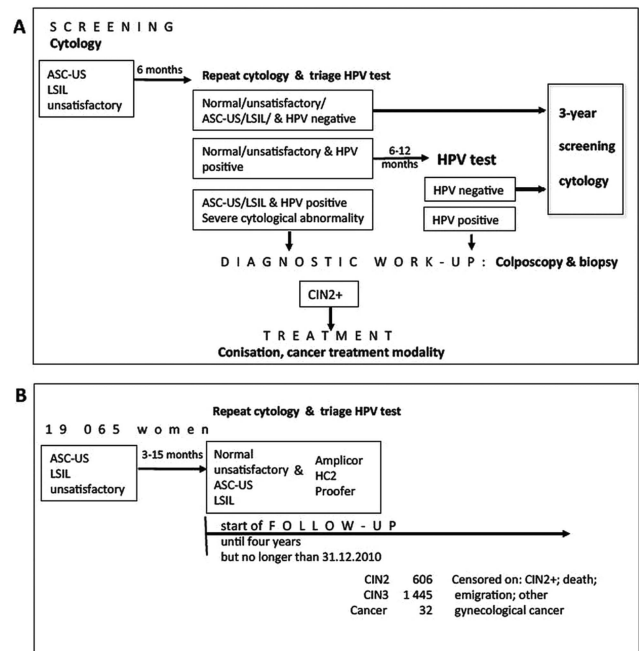 A
S C R E E N I N G
Cytology
ASC-US
LSIL
unsatisfactory
6 months
Repeat cytology & triage HPV test
Normal/unsatisfactory/
ASC-US/LSIL/ & HPV negative
Normal/unsatisfactory & HPV
positive
6-12
months
HPV test
ASC-US/LSIL & HPV positive
Severe cytological abnormality
HPV negative
HPV positive
3-year
screening
cytology
D I A G N O S T I C W O R K - U P : Colposcopy & biopsy
CIN2+
T R E A T M E N T
Conisation, cancer treatment modality
B
Repeat cytology & triage HPV test
1 9 0 6 5 w o m e n
ASC-US
LSIL
unsatisfactory
3-15 months
Normal
unsatisfactory &
ASC-US
LSIL
Amplicor
HC2
Proofer
start of F O L L O W - U P
until four years
but no longer than 31.12.2010
CIN2 606 Censored on: CIN2+; death;
CIN3 1 445 emigration; other
Cancer 32 gynecological cancer